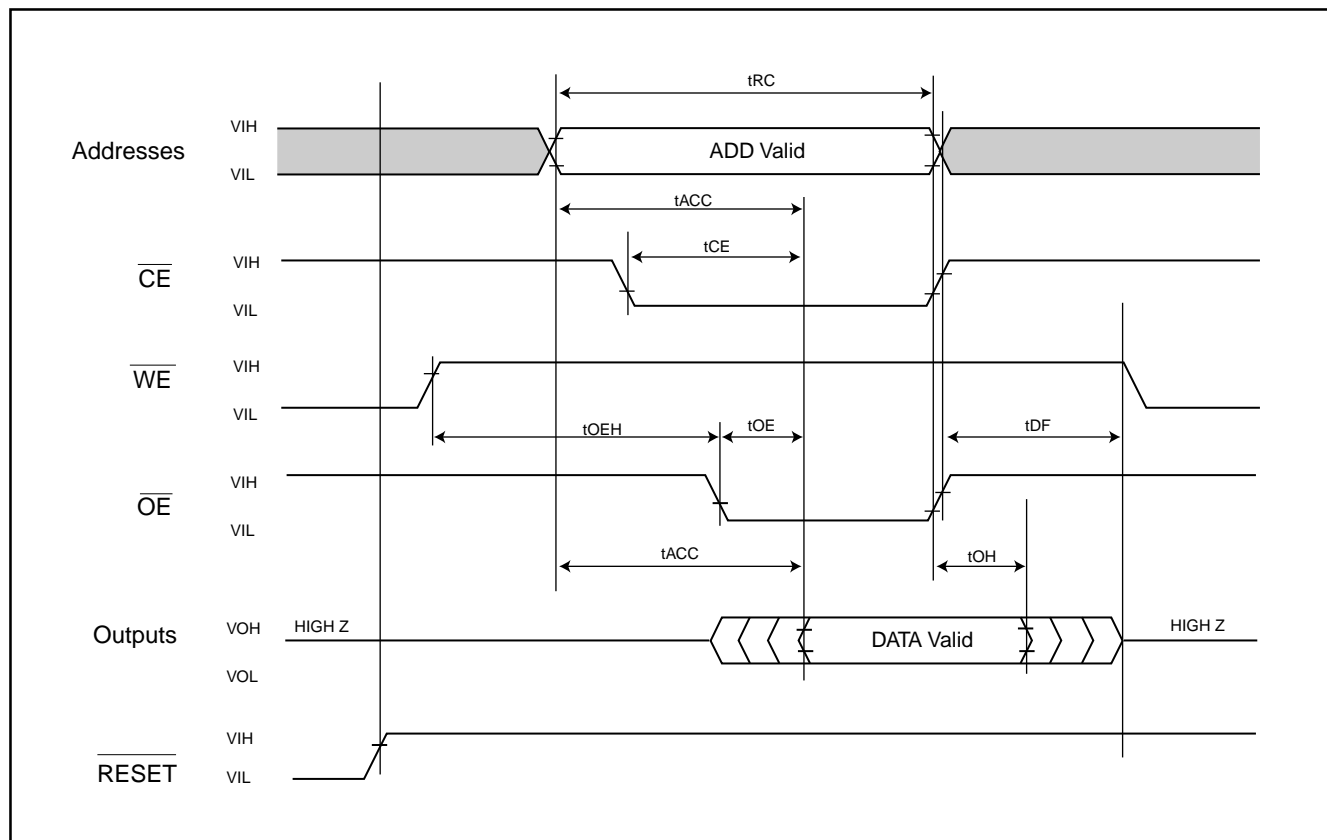 tRC
VIH
Addresses
ADD Valid
VIL
tACC
tCE
VIH
CE
VIL
VIH
WE
VIL
tOEH
tOE
tDF
VIH
OE
VIL
tACC
tOH
Outputs
VOH
HIGH Z
DATA Valid
HIGH Z
VOL
VIH
RESET
VIL